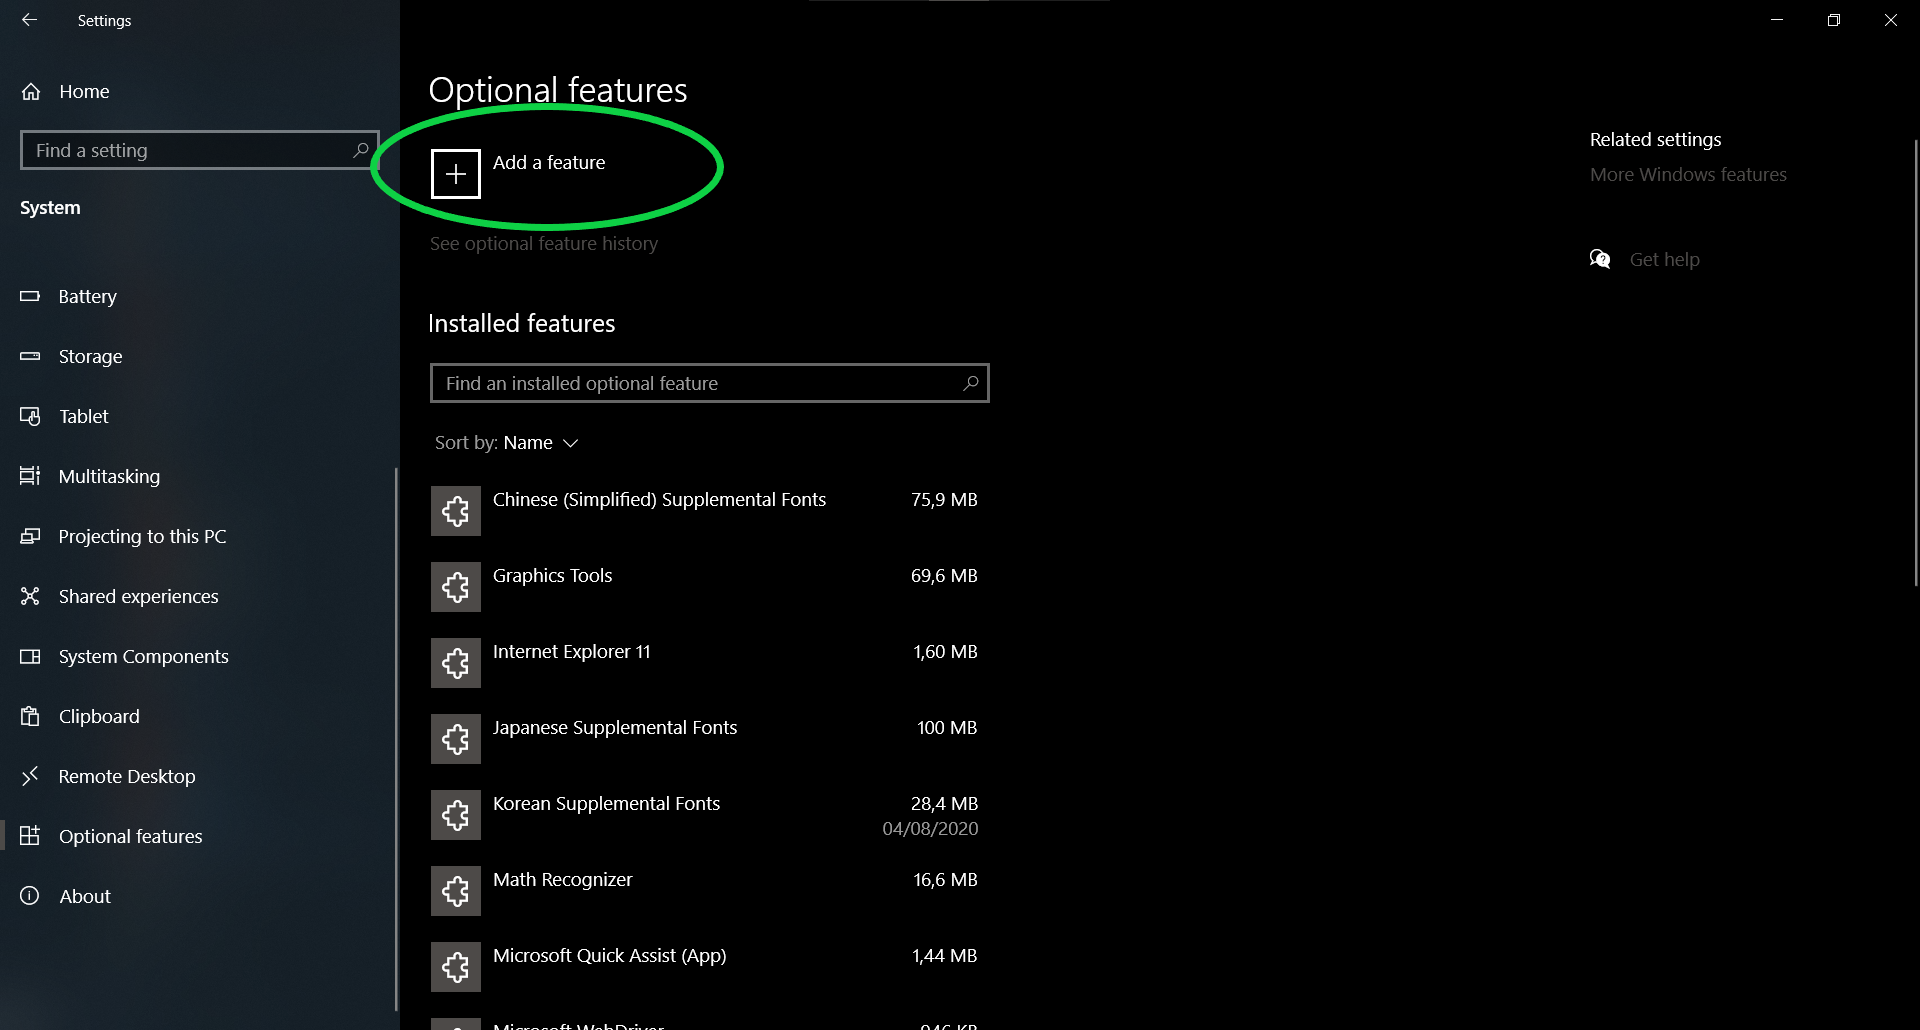 Settings
Home
Find a setting
System
Battery
Storage
Tablet
Multitasking
Projecting to this PC
Shared experiences
System Components
Clipboard
Remote Desktop
Optional features
About
Optional features
Add a feature
See optional feature history
Installed features
Find an installed optional feature
Sort by: Name
Chinese (Simplified) Supplemental Fonts 75,9 MB
Graphics Tools 69,6 MB
Internet Explorer 11 1,60 MB
Japanese Supplemental Fonts 100 MB
Korean Supplemental Fonts 28,4 MB
04/08/2020
Math Recognizer 16,6 MB
Microsoft Quick Assist (App) 1,44 MB
Microsoft WebDriver 946 KB
Related settings
More Windows features
Get help